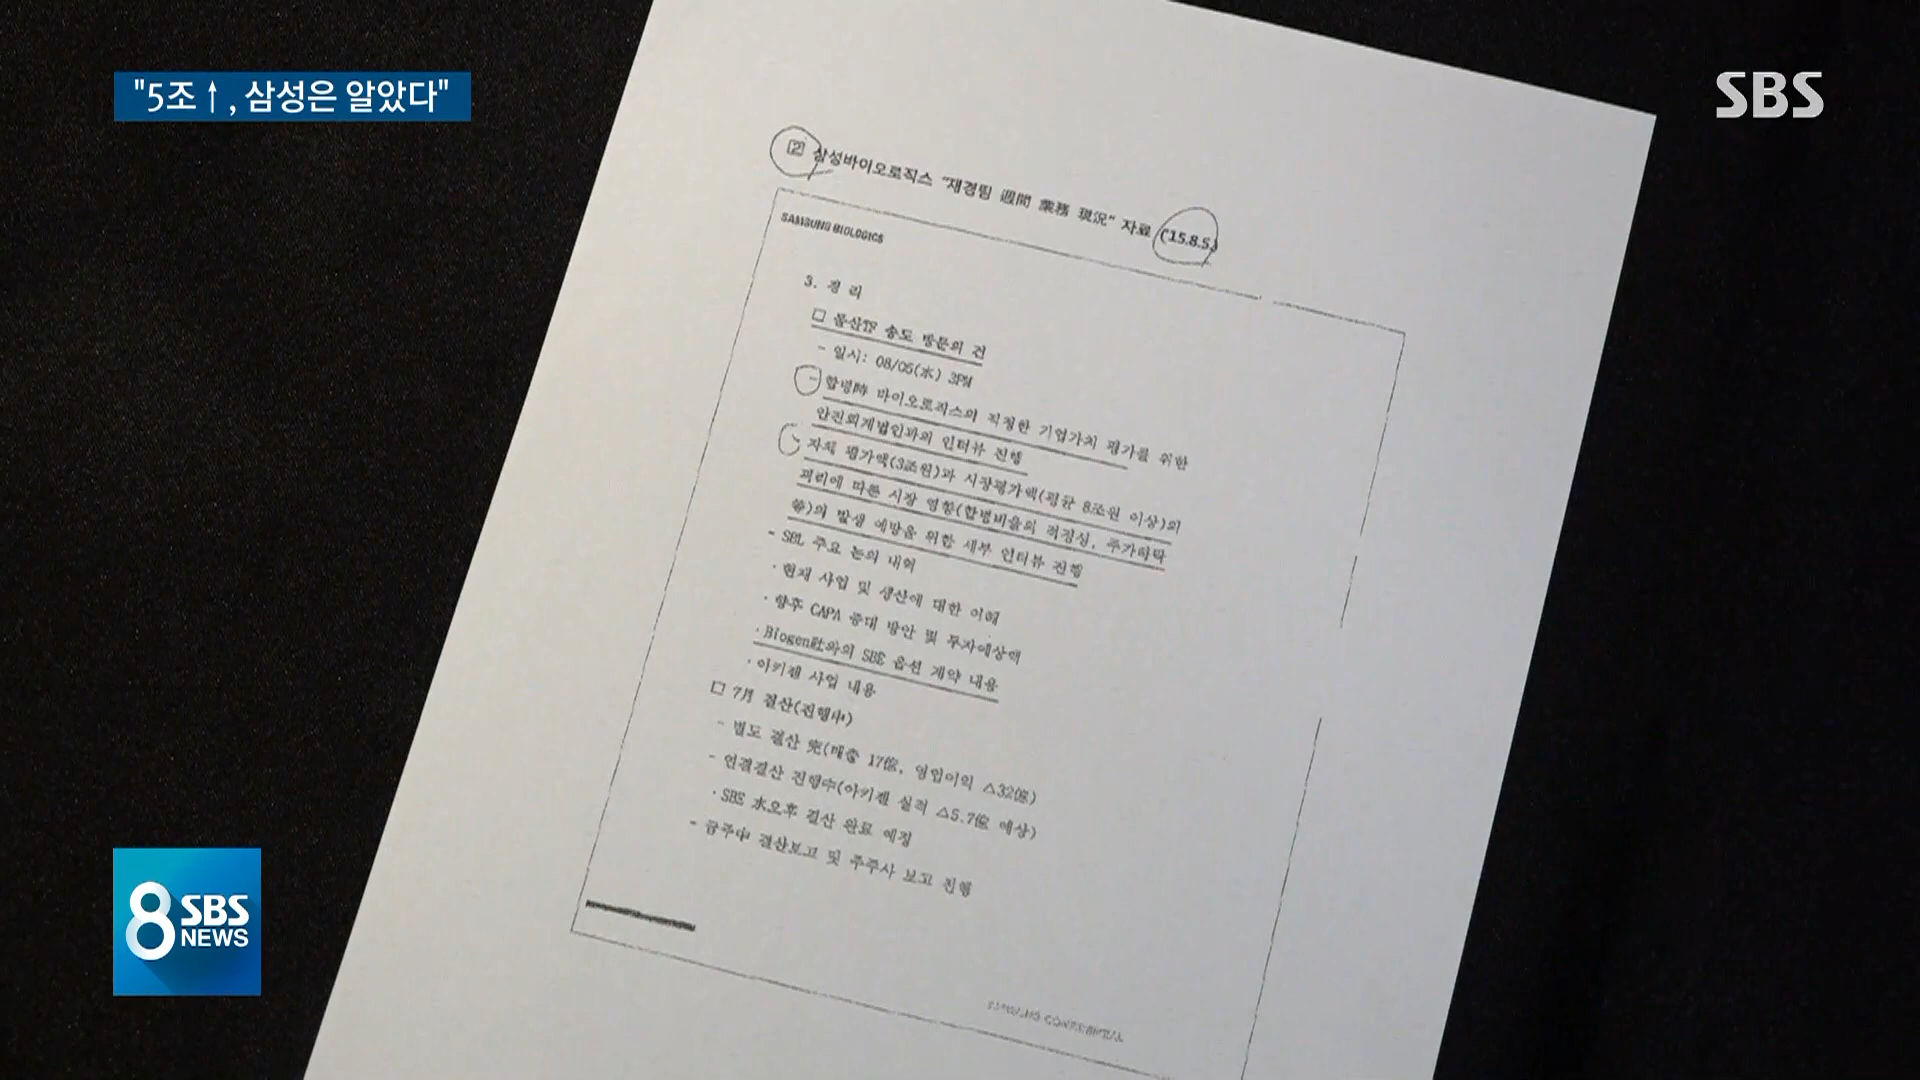 "5조↑, 삼성은 알았다"
SBS
2 삼성바이오로직스 "재경팀 週間 業務 現況" 자료 ('15.8.5)
SAMSUNG BIOLOGICS
3. 경 리
□ 물산TF 송도 방문의 건
- 일시: 08/05(水) 3PM
- 합병時 바이오로직스의 적정한 기업가치 평가를 위한
안진회계법인과의 인터뷰 진행
- 자체 평가액(3조원)과 시장평가액(평균 8조원 이상)의
괴리에 따른 시장 영향(합병비율의 적정성, 주가하락
等)의 발생 예방을 위한 세부 인터뷰 진행
- SBL 주요 논의 내역
· 현재 사업 및 생산에 대한 이해
· 향후 CAPA 증대 방안 및 투자예상액
· Biogen社와의 SBE 옵션 계약 내용
· 아키젠 사업 내용
□ 7月 결산(진행中)
- 별도 결산 完(매출 17億, 영업이익 △32億)
- 연결결산 진행中(아키젠 실적 △5.7億 예상)
· SBE 水오후 결산 완료 예정
- 금주中 결산보고 및 주주사 보고 진행
SAMSUNG CONFIDENTIAL
8 SBS
NEWS